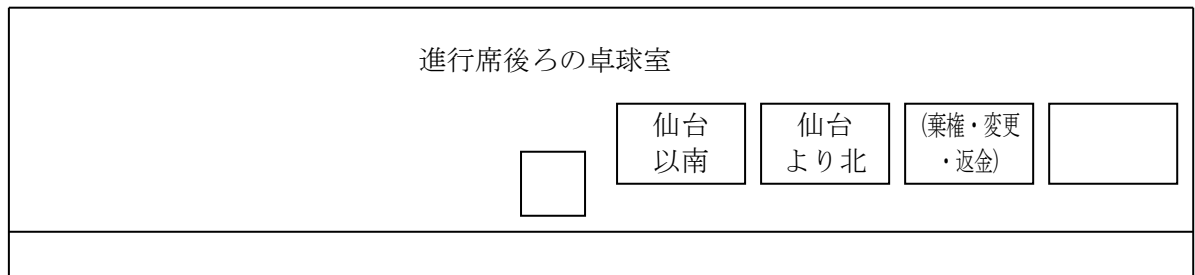 進行席後ろの卓球室
仙台
以南
仙台
より北
(棄権・変更
・返金)